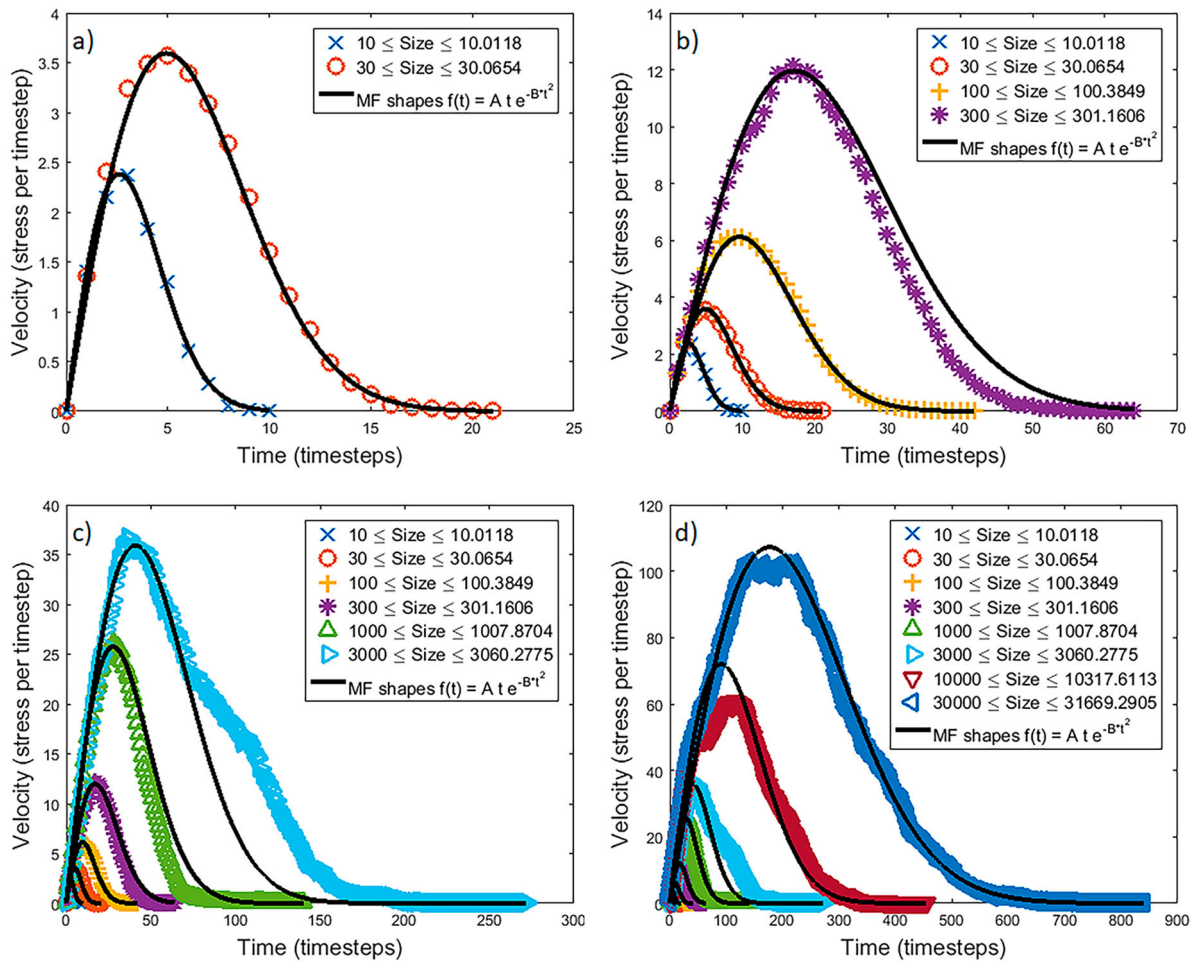 a)
4
3.5
3
2.5
2
1.5
1
0.5
0
0 5 10 15 20 25
Velocity (stress per timestep)
Time (timesteps)
10 ≤ Size ≤ 10.0118
30 ≤ Size ≤ 30.0654
MF shapes f(t) = A t e^-B*t^2
b)
14
12
10
8
6
4
2
0
0 10 20 30 40 50 60 70
Velocity (stress per timestep)
Time (timesteps)
10 ≤ Size ≤ 10.0118
30 ≤ Size ≤ 30.0654
100 ≤ Size ≤ 100.3849
300 ≤ Size ≤ 301.1606
MF shapes f(t) = A t e^-B*t^2
c)
40
35
30
25
20
15
10
5
0
0 50 100 150 200 250 300
Velocity (stress per timestep)
Time (timesteps)
10 ≤ Size ≤ 10.0118
30 ≤ Size ≤ 30.0654
100 ≤ Size ≤ 100.3849
300 ≤ Size ≤ 301.1606
1000 ≤ Size ≤ 1007.8704
3000 ≤ Size ≤ 3060.2775
MF shapes f(t) = A t e^-B*t^2
d)
120
100
80
60
40
20
0
0 100 200 300 400 500 600 700 800 900
Velocity (stress per timestep)
Time (timesteps)
10 ≤ Size ≤ 10.0118
30 ≤ Size ≤ 30.0654
100 ≤ Size ≤ 100.3849
300 ≤ Size ≤ 301.1606
1000 ≤ Size ≤ 1007.8704
3000 ≤ Size ≤ 3060.2775
10000 ≤ Size ≤ 10317.6113
30000 ≤ Size ≤ 31669.2905
MF shapes f(t) = A t e^-B*t^2